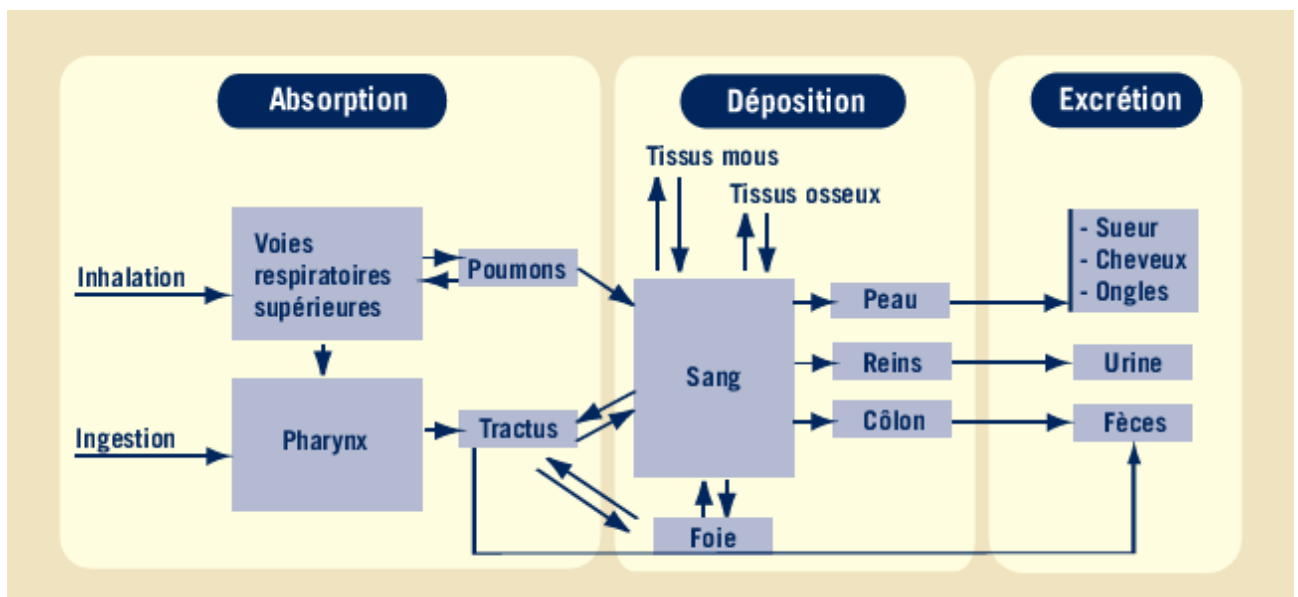 Absorption
Déposition
Excrétion
Tissus mous
Tissus osseux
Inhalation
Voies
respiratoires
supérieures
Poumons
- Sueur
- Cheveux
- Ongles
Peau
Sang
Reins
Urine
Ingestion
Pharynx
Tractus
Côlon
Fèces
Foie